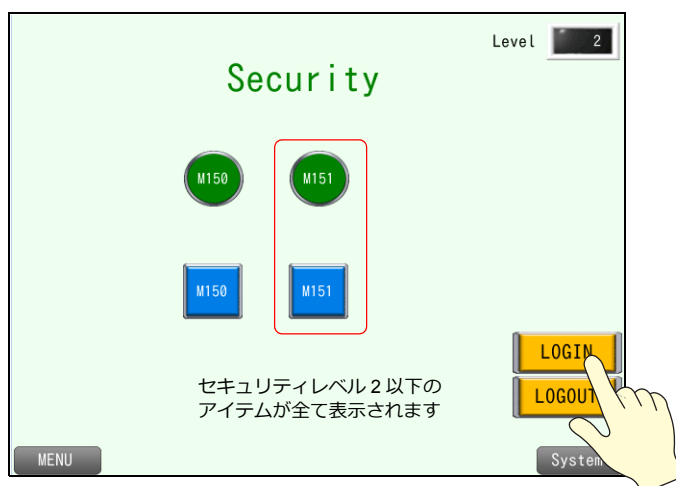 Level 2
Security
M150 M151
M150 M151
LOGIN
セキュリティレベル 2 以下の
アイテムが全て表示されます
LOGOUT
MENU
System